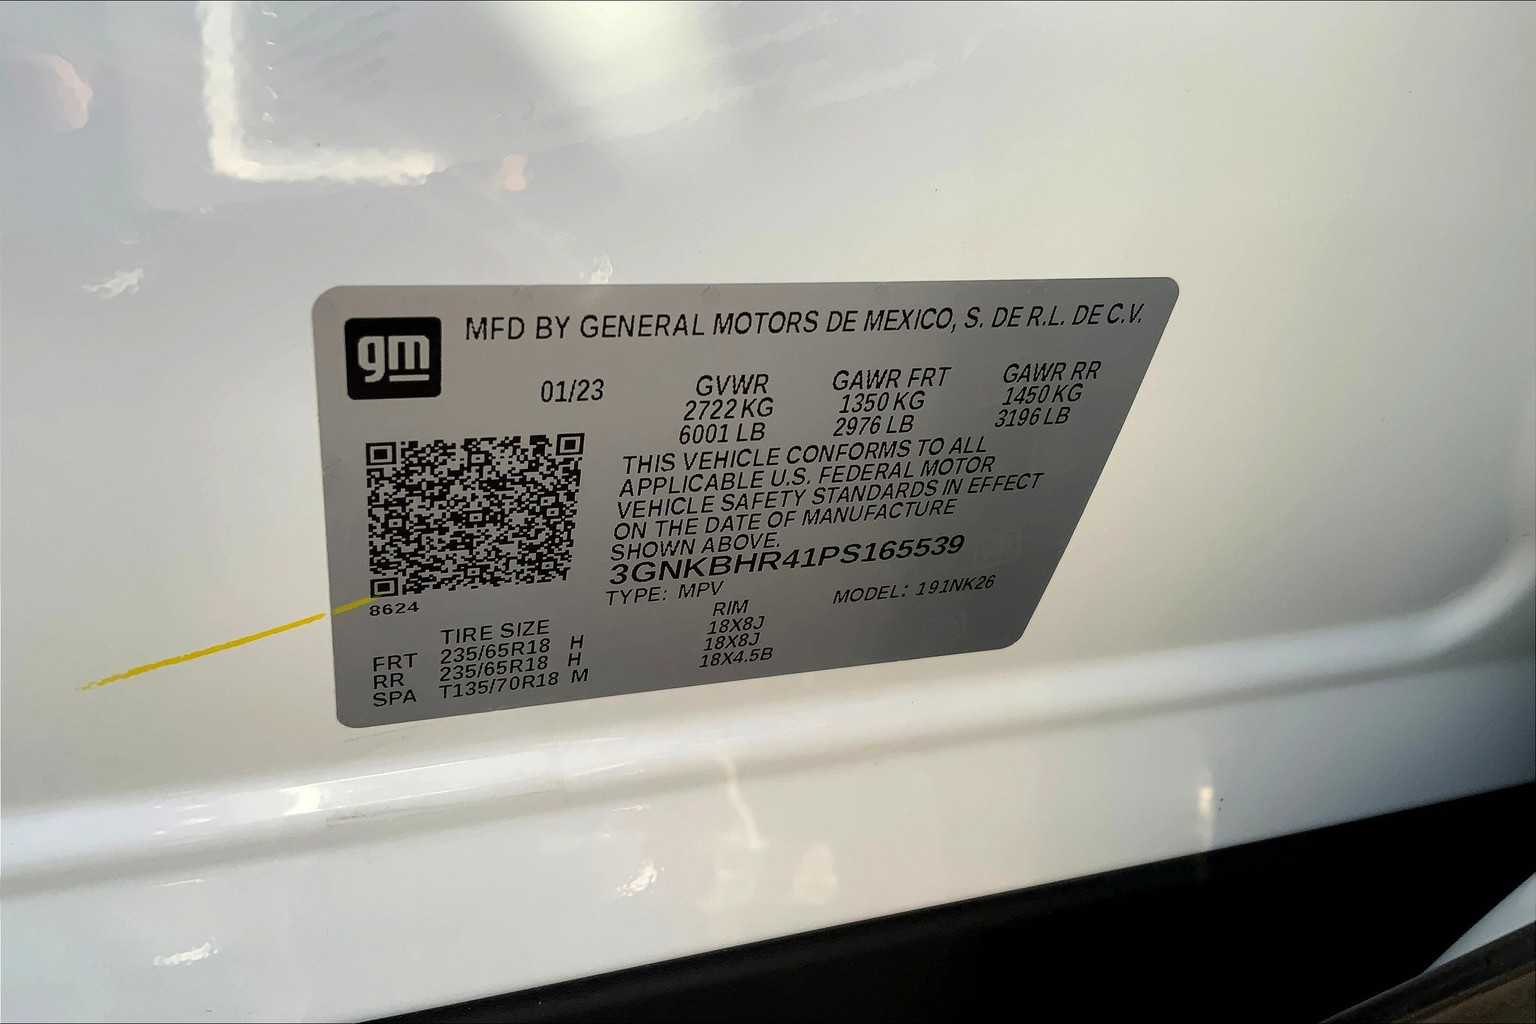 gm
MFD BY GENERAL MOTORS DE MEXICO, S. DE R.L. DE C.V.
01/23 GVWR GAWR FRT GAWR RR
2722 KG 1350 KG 1450 KG
6001 LB 2976 LB 3196 LB
THIS VEHICLE CONFORMS TO ALL
APPLICABLE U.S. FEDERAL MOTOR
VEHICLE SAFETY STANDARDS IN EFFECT
ON THE DATE OF MANUFACTURE
SHOWN ABOVE.
3GNKBHR41PS165539
TYPE: MPV MODEL: 191NK26
8624
TIRE SIZE RIM
FRT 235/65R18 H 18X8J
RR 235/65R18 H 18X8J
SPA T135/70R18 M 18X4.5B